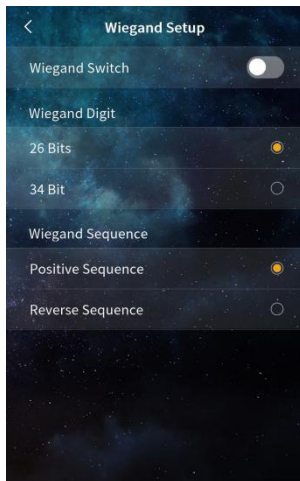 Wiegand Setup
Wiegand Switch
Wiegand Digit
26 Bits
34 Bit
Wiegand Sequence
Positive Sequence
Reverse Sequence